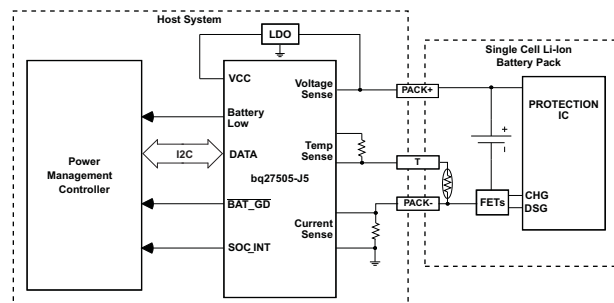 Host System
LDO
Single Cell Li-Ion
Battery Pack
VCC
Voltage
Sense
PACK+
PROTECTION
IC
Battery
Low
I2C
DATA
Temp
Sense
T
Power
Management
Controller
bq27505-J5
BAT_GD
PACK-
FETs
CHG
DSG
Current
Sense
SOC_INT
+